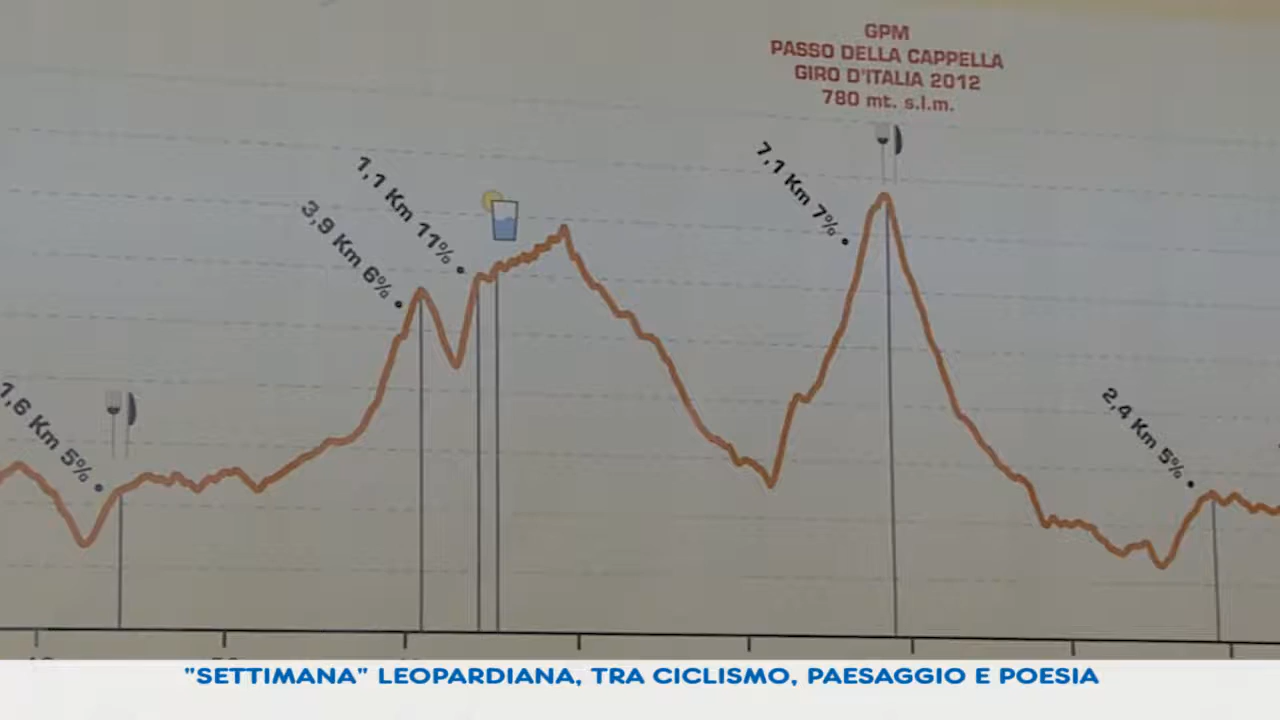 GPM
PASSO DELLA CAPPELLA
GIRO D'ITALIA 2012
780 mt. s.l.m.
7,1 Km 7%
1,1 Km 11%
3,9 Km 6%
1,6 Km 5%
2,4 Km 5%
"SETTIMANA" LEOPARDIANA, TRA CICLISMO, PAESAGGIO E POESIA